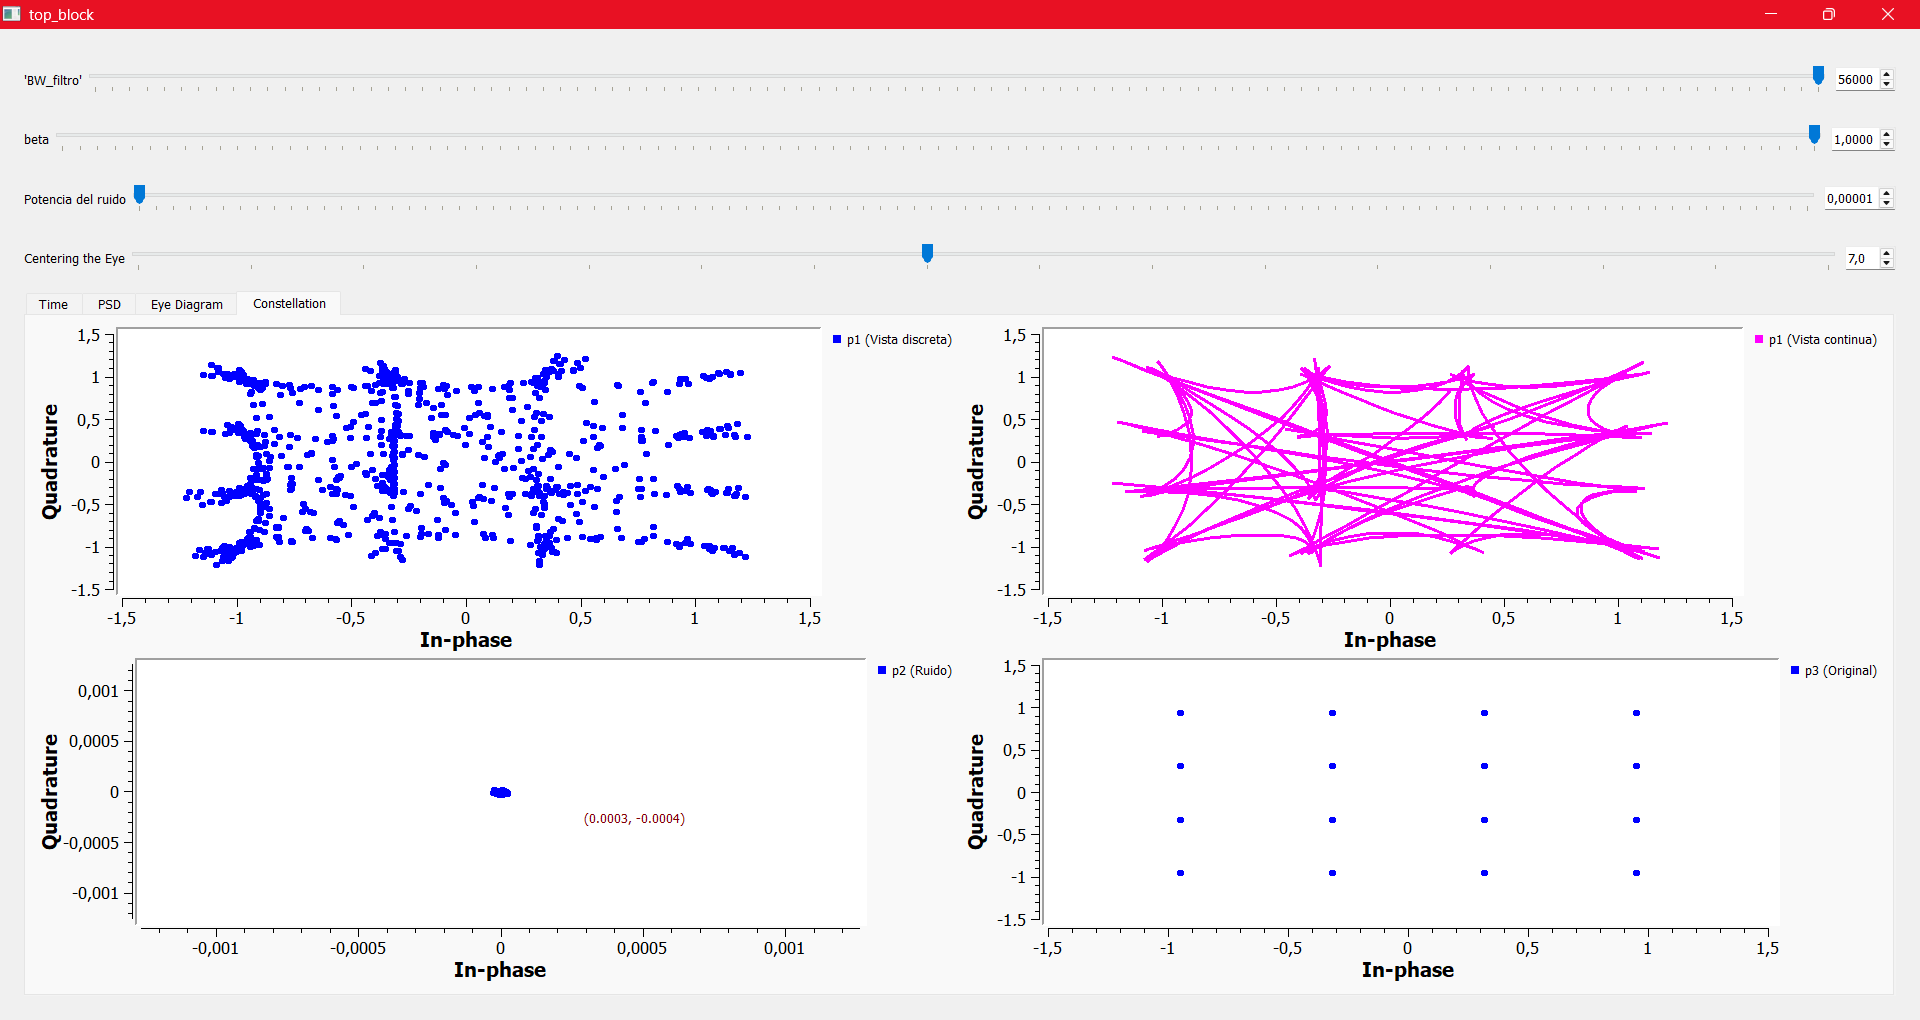 top_block
'BW_filtro' 56000
beta 1,0000
Potencia del ruido 0,00001
Centering the Eye 7,0
Time PSD Eye Diagram Constellation
1,5
1
0,5
0
-0,5
-1
-1.5
Quadrature
-1,5 -1 -0,5 0 0,5 1 1,5
In-phase
p1 (Vista discreta)
1,5
1
0,5
0
-0,5
-1
-1.5
Quadrature
-1,5 -1 -0,5 0 0,5 1 1,5
In-phase
p1 (Vista continua)
0,001
0,0005
0
-0,0005
-0,001
Quadrature
(0.0003, -0.0004)
-0,001 -0,0005 0 0,0005 0,001
In-phase
p2 (Ruido)
1,5
1
0,5
0
-0,5
-1
-1.5
Quadrature
-1,5 -1 -0,5 0 0,5 1 1,5
In-phase
p3 (Original)